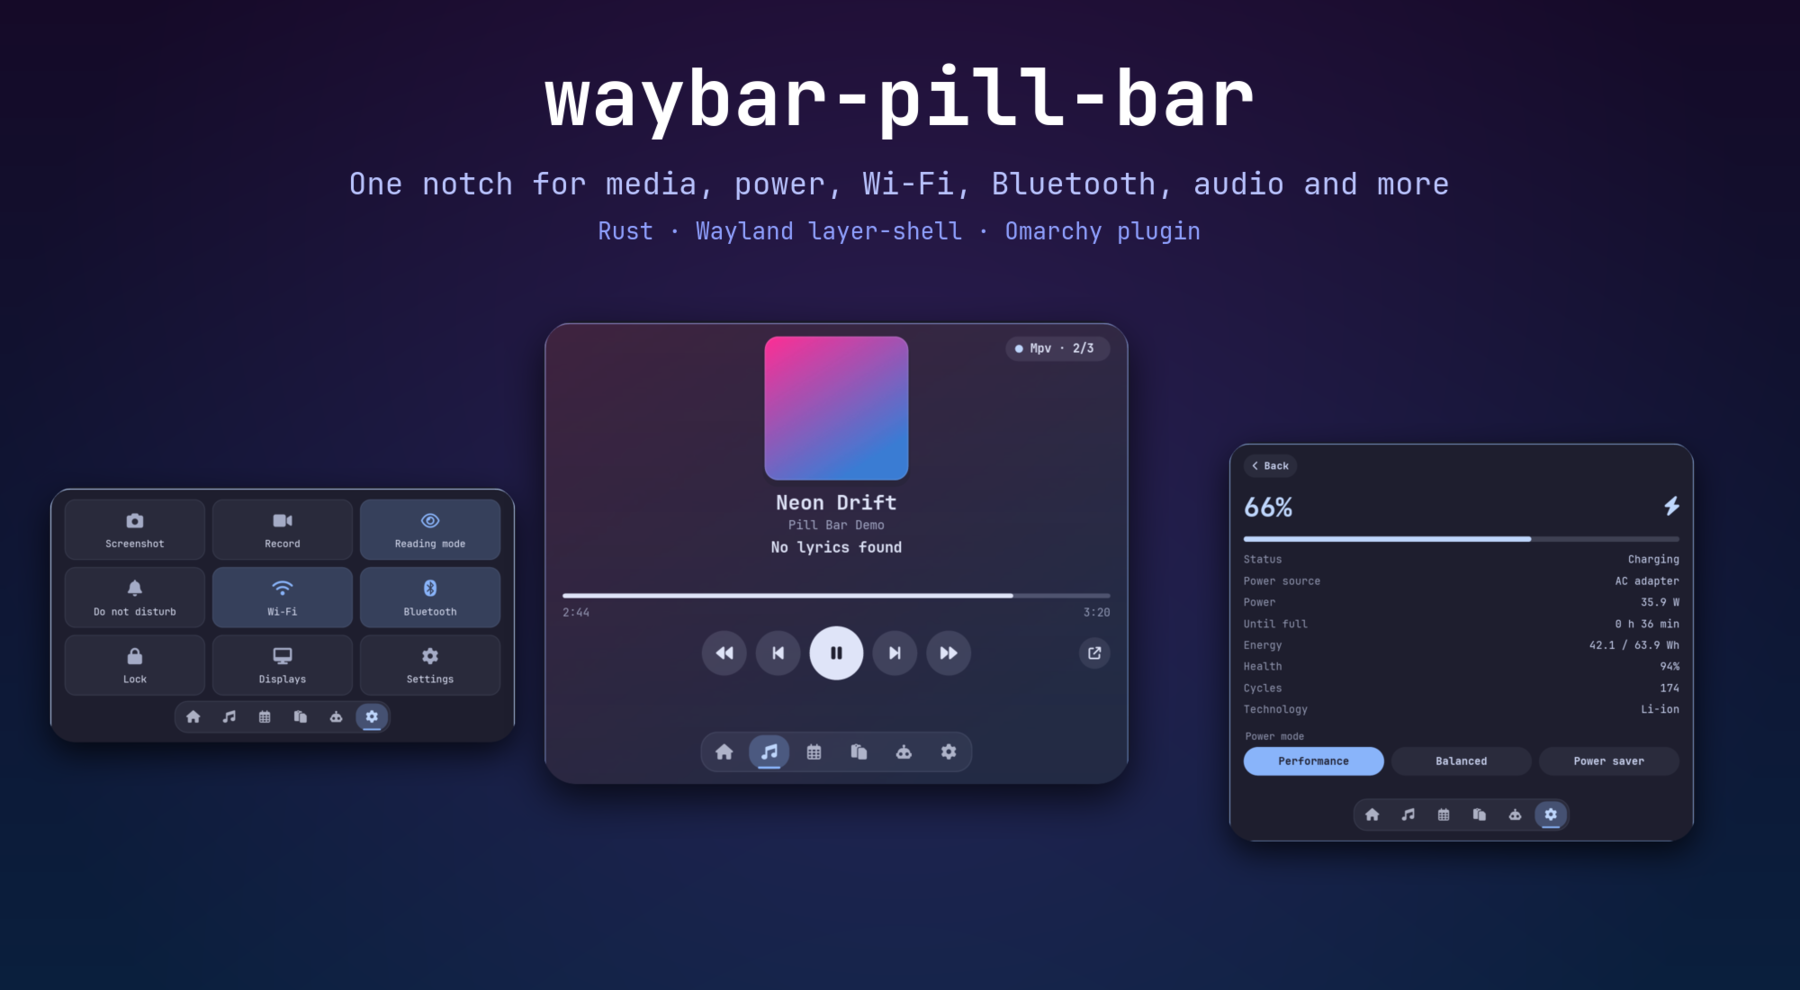 waybar-pill-bar
One notch for media, power, Wi-Fi, Bluetooth, audio and more
Rust · Wayland layer-shell · Omarchy plugin
Screenshot
Record
Reading mode
Do not disturb
Wi-Fi
Bluetooth
Lock
Displays
Settings
Mpv · 2/3
Neon Drift
Pill Bar Demo
No lyrics found
2:44
3:20
Back
66%
Status Charging
Power source AC adapter
Power 35.9 W
Until full 0 h 36 min
Energy 42.1 / 63.9 Wh
Health 94%
Cycles 174
Technology Li-ion
Power mode
Performance
Balanced
Power saver